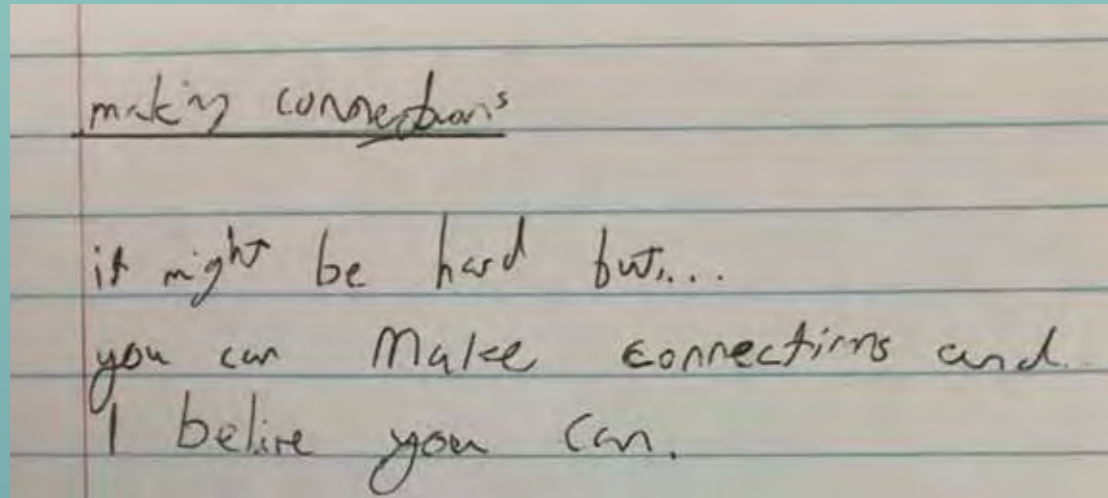 making connections
it might be hard but....
you can make connections and
I belive you can.